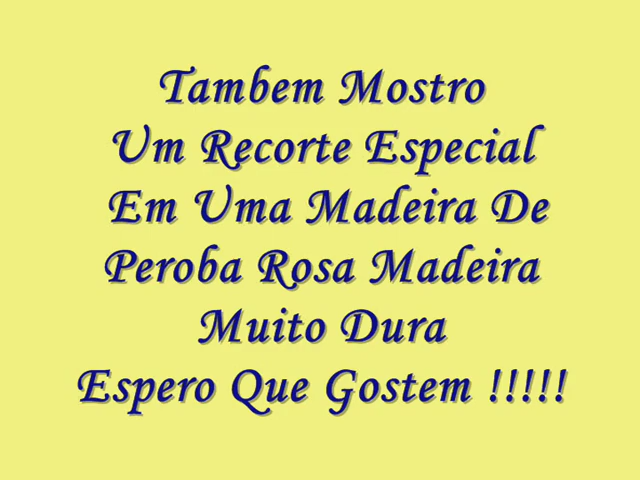 Tambem Mostro
Um Recorte Especial
Em Uma Madeira De
Peroba Rosa Madeira
Muito Dura
Espero Que Gostem !!!!!